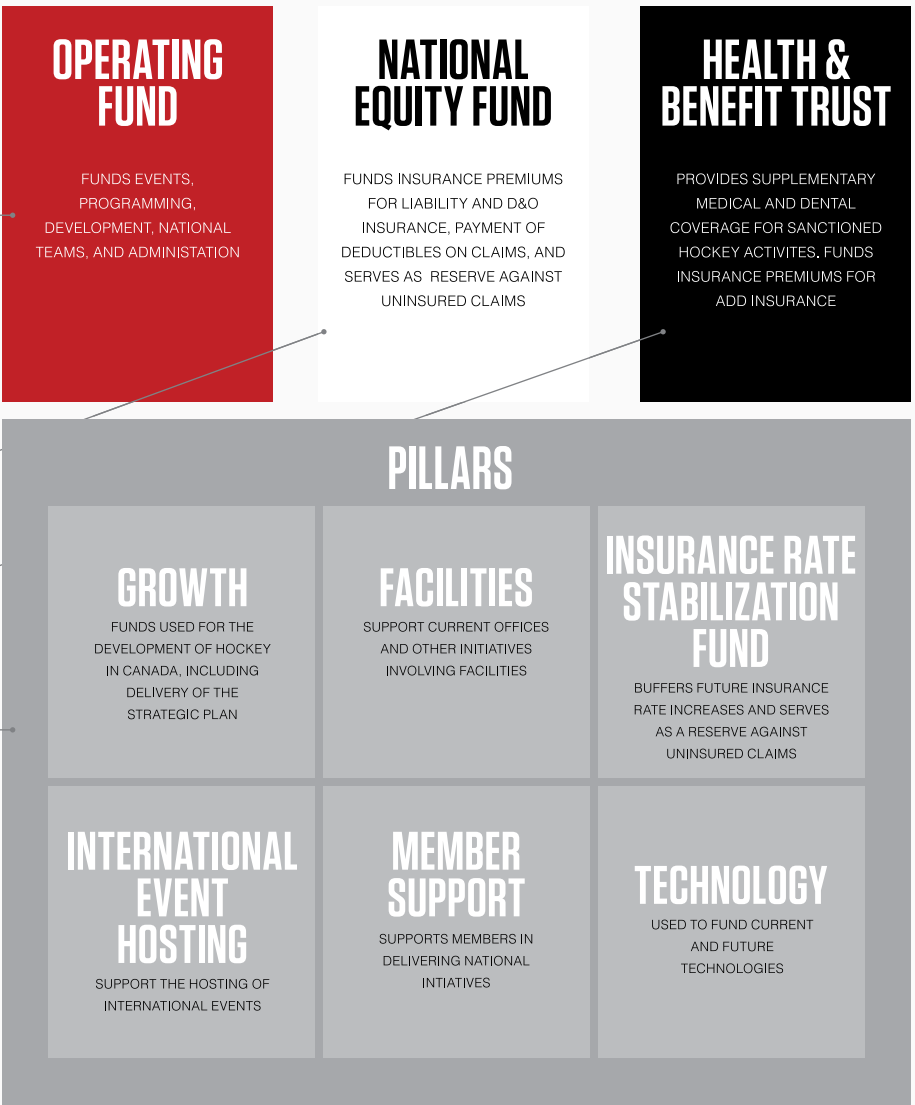 OPERATING
FUND
FUNDS EVENTS,
PROGRAMMING,
DEVELOPMENT, NATIONAL
TEAMS, AND ADMINISTATION
NATIONAL
EQUITY FUND
FUNDS INSURANCE PREMIUMS
FOR LIABILITY AND D&O
INSURANCE, PAYMENT OF
DEDUCTIBLES ON CLAIMS, AND
SERVES AS RESERVE AGAINST
UNINSURED CLAIMS
HEALTH &
BENEFIT TRUST
PROVIDES SUPPLEMENTARY
MEDICAL AND DENTAL
COVERAGE FOR SANCTIONED
HOCKEY ACTIVITES. FUNDS
INSURANCE PREMIUMS FOR
ADD INSURANCE
PILLARS
GROWTH
FUNDS USED FOR THE
DEVELOPMENT OF HOCKEY
IN CANADA, INCLUDING
DELIVERY OF THE
STRATEGIC PLAN
FACILITIES
SUPPORT CURRENT OFFICES
AND OTHER INITIATIVES
INVOLVING FACILITIES
INSURANCE RATE
STABILIZATION
FUND
BUFFERS FUTURE INSURANCE
RATE INCREASES AND SERVES
AS A RESERVE AGAINST
UNINSURED CLAIMS
INTERNATIONAL
EVENT
HOSTING
SUPPORT THE HOSTING OF
INTERNATIONAL EVENTS
MEMBER
SUPPORT
SUPPORTS MEMBERS IN
DELIVERING NATIONAL
INTIATIVES
TECHNOLOGY
USED TO FUND CURRENT
AND FUTURE
TECHNOLOGIES